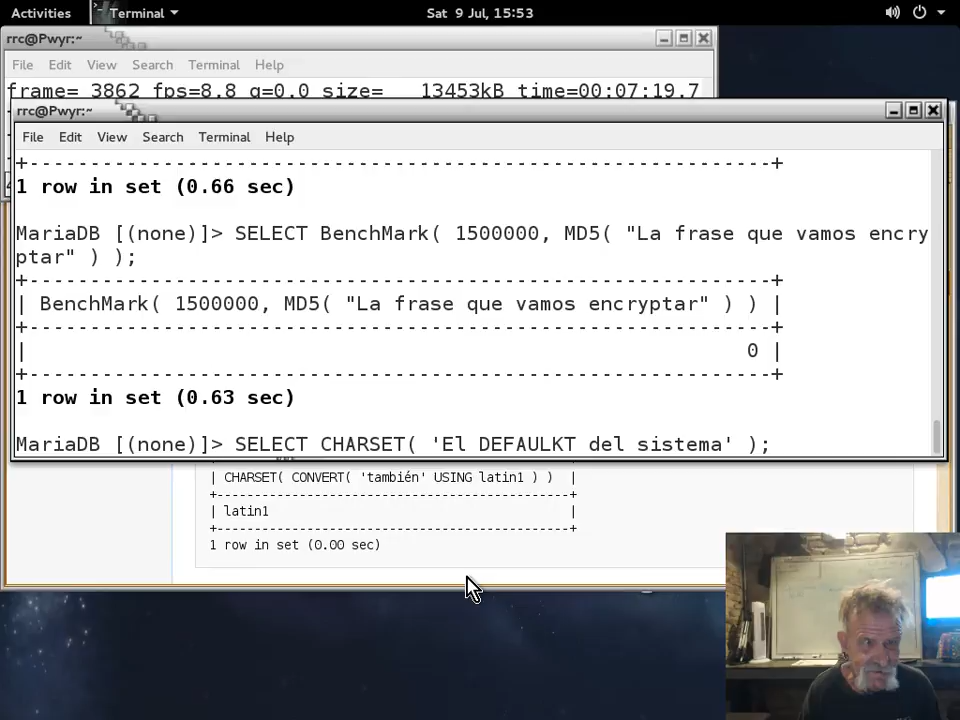 Activities Terminal Sat 9 Jul, 15:53
rrc@Pwyr:~
File Edit View Search Terminal Help
frame= 3862 fps=8.8 q=0.0 size= 13453kB time=00:07:19.7
rrc@Pwyr:~
File Edit View Search Terminal Help
+-------------------------------------------------------------+
1 row in set (0.66 sec)
MariaDB [(none)]> SELECT BenchMark( 1500000, MD5( "La frase que vamos encry
ptar" ) );
+-------------------------------------------------------------+
| BenchMark( 1500000, MD5( "La frase que vamos encryptar" ) ) |
+-------------------------------------------------------------+
| 0 |
+-------------------------------------------------------------+
1 row in set (0.63 sec)
MariaDB [(none)]> SELECT CHARSET( 'El DEFAULKT del sistema' );
| CHARSET( CONVERT( 'también' USING latin1 ) ) |
+----------------------------------------------+
| latin1 |
+----------------------------------------------+
1 row in set (0.00 sec)